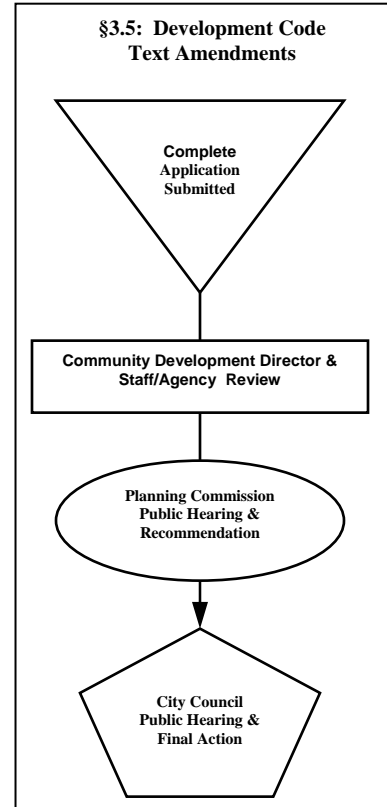 §3.5: Development Code
Text Amendments
Complete
Application
Submitted
Community Development Director &
Staff/Agency Review
Planning Commission
Public Hearing &
Recommendation
City Council
Public Hearing &
Final Action